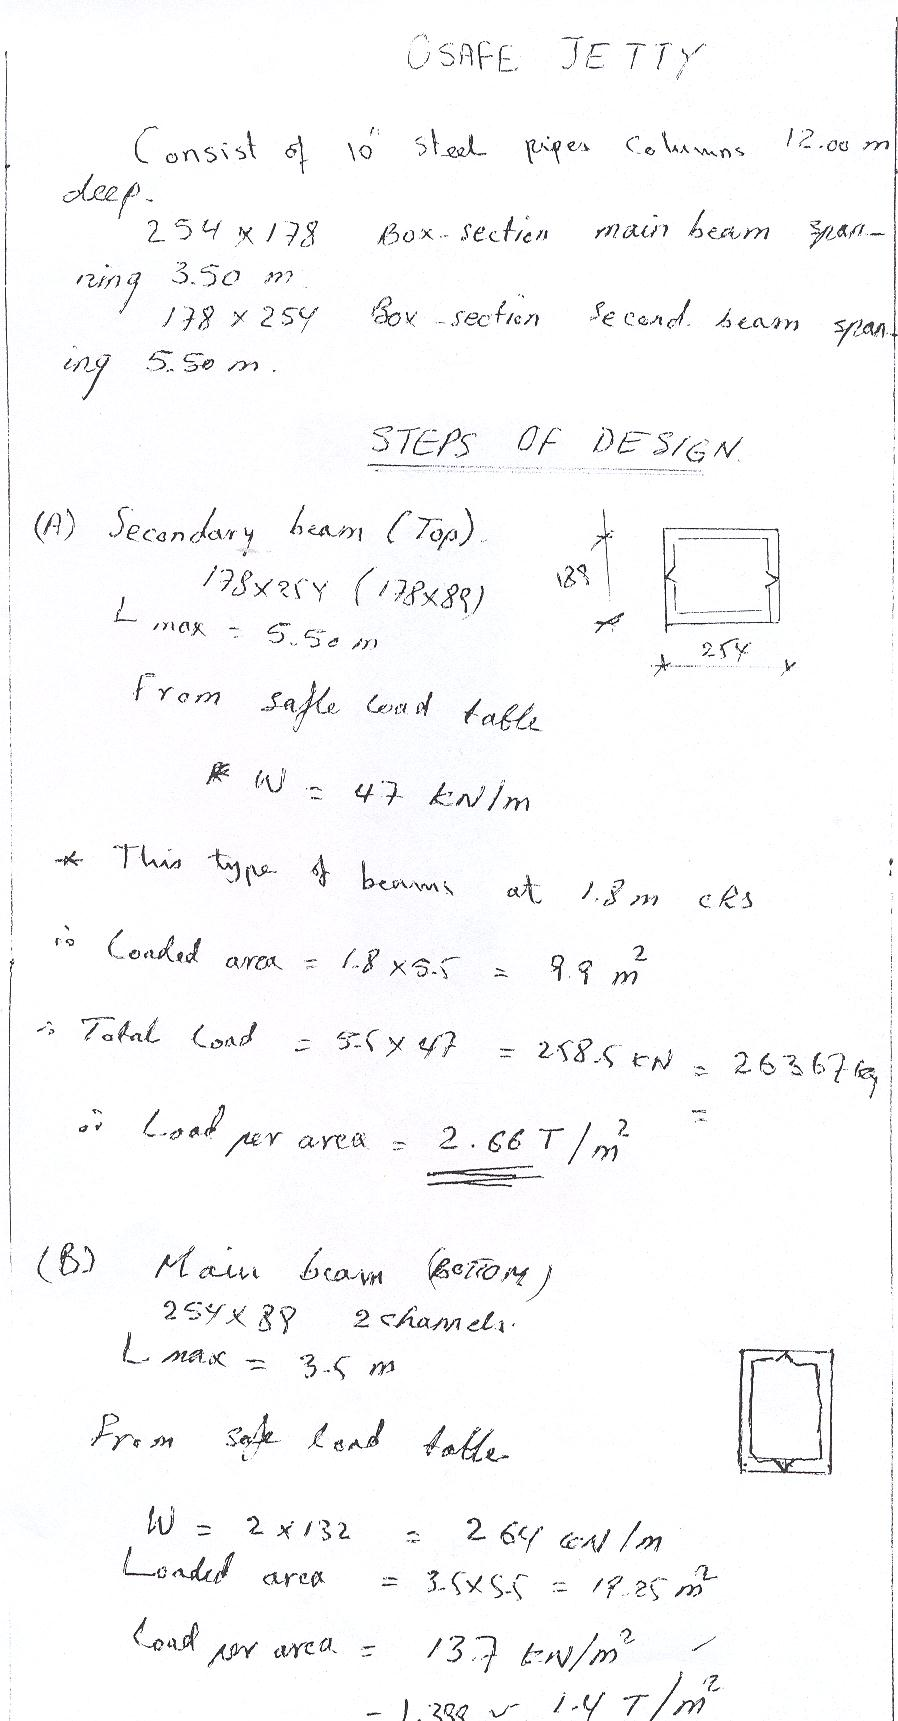 OSAFE JETTY
Consist of 10" steel pipes columns 12.00 m
deep.
254 x 178 Box-section main beam span-
ning 3.50 m.
178 x 254 Box-section second. beam span-
ing 5.50 m.
STEPS OF DESIGN.
(A) Secondary beam (Top).
178x254 (178x89)
189
L max = 5.50 m
254
From safle load table
* W = 47 KN/m
* This type of beams at 1.8 m cks
∴ Loaded area = 1.8 x 5.5 = 9.9 m²
∴ Total load = 5.5 x 47 = 258.5 KN = 26367 kg
∴ Load per area = 2.66 T/m²
(B) Main beam (BOTTOM)
254 x 89 2 channels.
L max = 3.5 m
From safe load table
W = 2 x 132 = 264 KN/m
Loaded area = 3.5x5.5 = 19.25 m²
Load per area = 13.7 KN/m²
= 1.399 1.4 T/m²